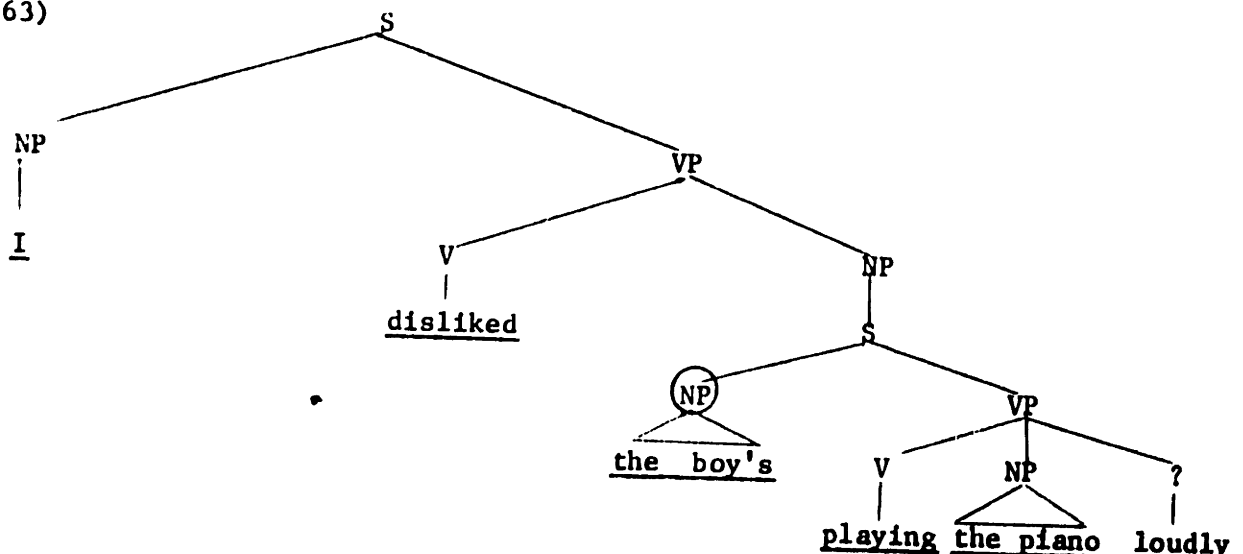 63)
S
NP
VP
I
V
NP
disliked
S
NP
VP
the boy's
V
NP
?
playing
the piano
loudly